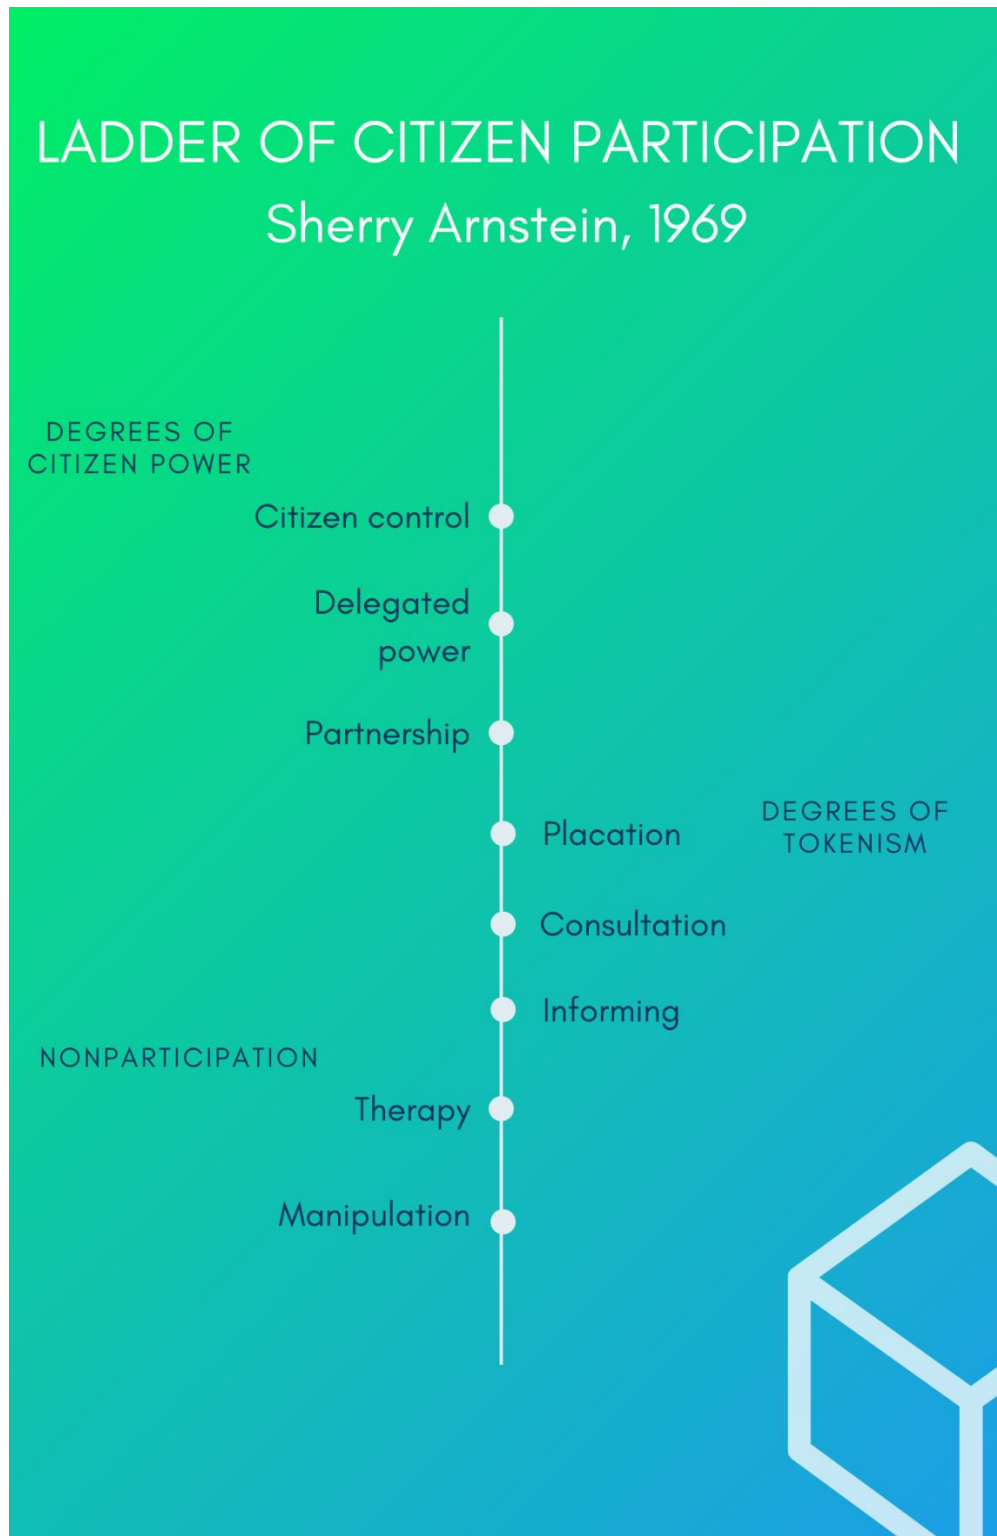 LADDER OF CITIZEN PARTICIPATION
Sherry Arnstein, 1969
DEGREES OF
CITIZEN POWER
Citizen control
Delegated
power
Partnership
Placation
DEGREES OF
TOKENISM
Consultation
Informing
NONPARTICIPATION
Therapy
Manipulation